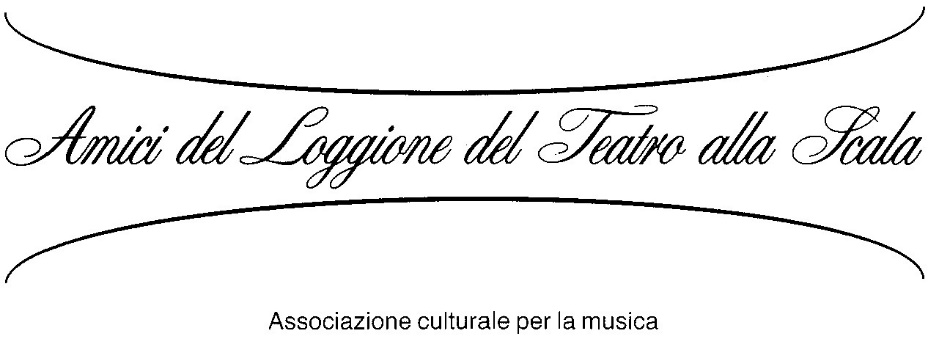 Amici del Loggione del Teatro alla Scala
Associazione culturale per la musica